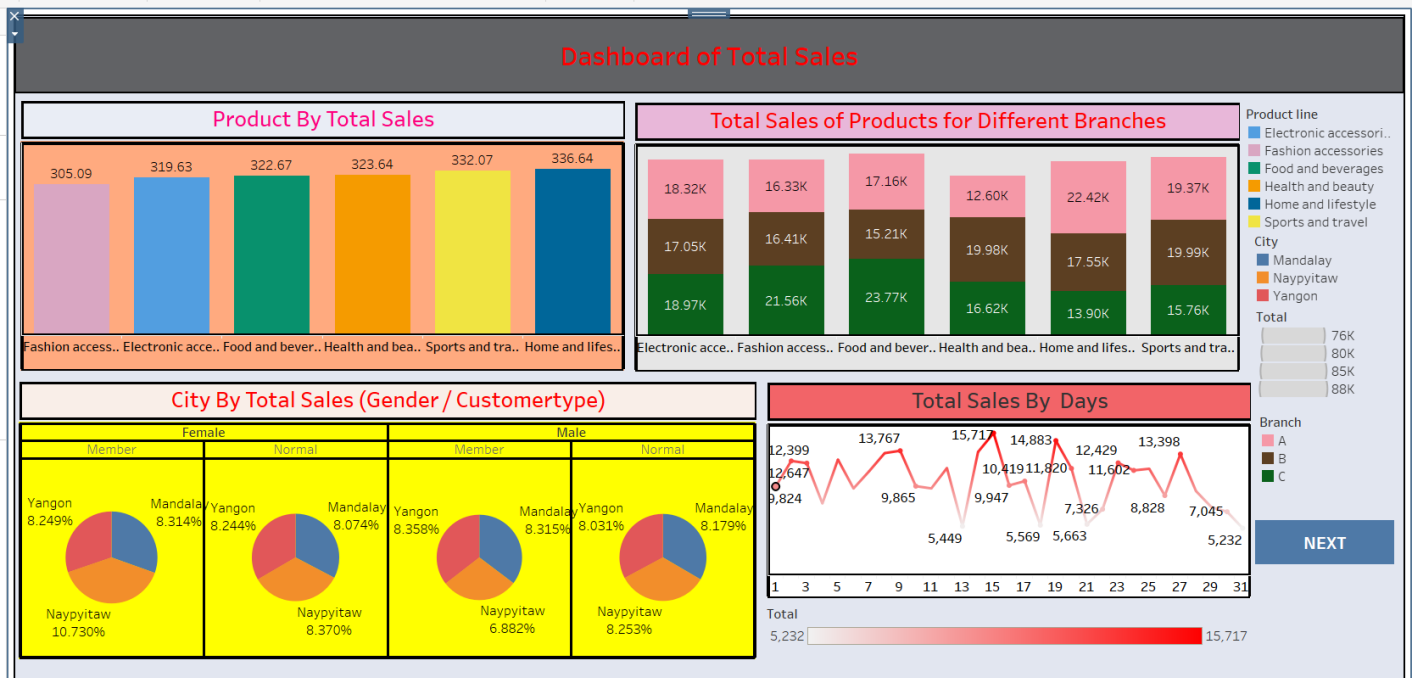 Dashboard of Total Sales
Product By Total Sales
305.09
319.63
322.67
323.64
332.07
336.64
Fashion access..
Electronic acce..
Food and bever..
Health and bea..
Sports and tra..
Home and lifes..
Total Sales of Products for Different Branches
18.32K
16.33K
17.16K
12.60K
22.42K
19.37K
17.05K
16.41K
15.21K
19.98K
17.55K
19.99K
18.97K
21.56K
23.77K
16.62K
13.90K
15.76K
Electronic acce..
Fashion access..
Food and bever..
Health and bea..
Home and lifes..
Sports and tra..
Product line
Electronic accessori..
Fashion accessories
Food and beverages
Health and beauty
Home and lifestyle
Sports and travel
City
Mandalay
Naypyitaw
Yangon
Total
76K
80K
85K
88K
Branch
A
B
C
NEXT
City By Total Sales (Gender / Customertype)
Female
Male
Member
Normal
Member
Normal
Yangon
8.249%
Mandalay
8.314%
Naypyitaw
10.730%
Yangon
8.244%
Mandalay
8.074%
Naypyitaw
8.370%
Yangon
8.358%
Mandalay
8.315%
Naypyitaw
6.882%
Yangon
8.031%
Mandalay
8.179%
Naypyitaw
8.253%
Total Sales By Days
12,399
12,647
9,824
13,767
9,865
15,717
5,449
9,947
10,419
14,883
11,820
5,569
5,663
7,326
12,429
11,602
8,828
13,398
7,045
5,232
1 3 5 7 9 11 13 15 17 19 21 23 25 27 29 31
Total
5,232
15,717